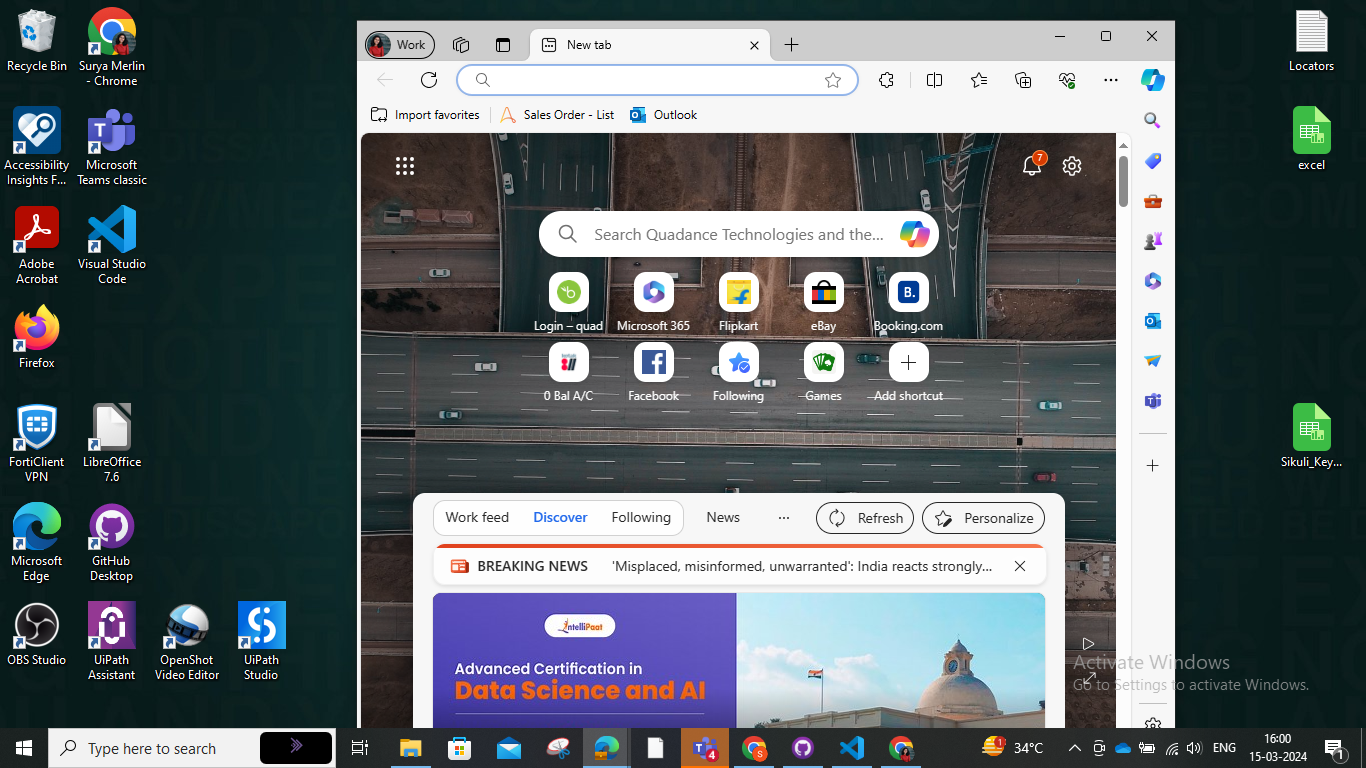 Recycle Bin
Surya Merlin
- Chrome
Accessibility
Insights F...
Microsoft
Teams classic
Adobe
Acrobat
Visual Studio
Code
Firefox
FortiClient
VPN
LibreOffice
7.6
Microsoft
Edge
GitHub
Desktop
OBS Studio
UiPath
Assistant
OpenShot
Video Editor
UiPath
Studio
Work
New tab
Import favorites
Sales Order - List
Outlook
7
Search Quadance Technologies and the...
Login – quad
Microsoft 365
Flipkart
eBay
B.
Booking.com
0 Bal A/C
Facebook
Following
Games
Add shortcut
Work feed
Discover
Following
News
Refresh
Personalize
BREAKING NEWS
'Misplaced, misinformed, unwarranted': India reacts strongly...
IntelliPaat
Advanced Certification in
Data Science and AI
Locators
excel
Sikuli_Key...
Activate Windows
Go to Settings to activate Windows.
Type here to search
4
S
1
34°C
ENG
16:00
15-03-2024
1